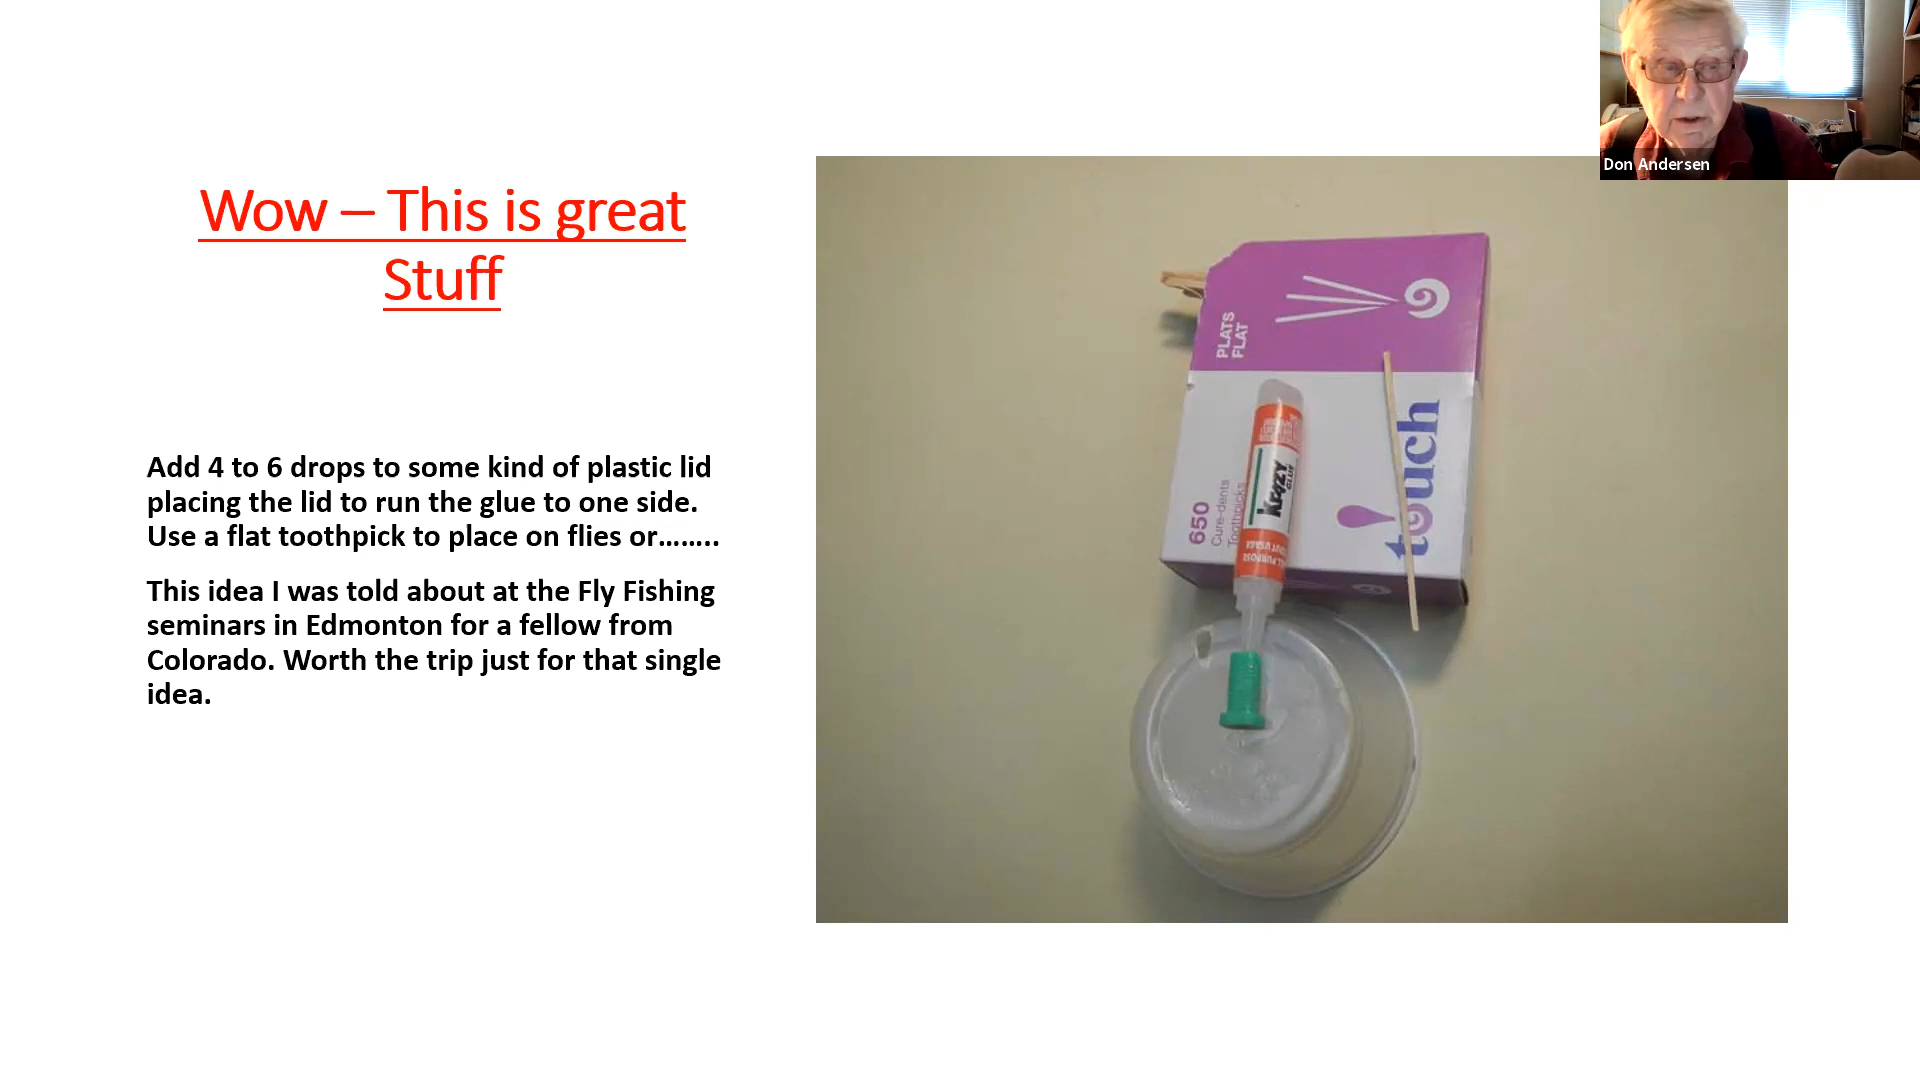 Don Andersen
Wow – This is great
Stuff
Add 4 to 6 drops to some kind of plastic lid
placing the lid to run the glue to one side.
Use a flat toothpick to place on flies or……..
This idea I was told about at the Fly Fishing
seminars in Edmonton for a fellow from
Colorado. Worth the trip just for that single
idea.
PLATS
FLAT
touch
650
Cure-dents
Toothpicks
KRAZY
GLUE